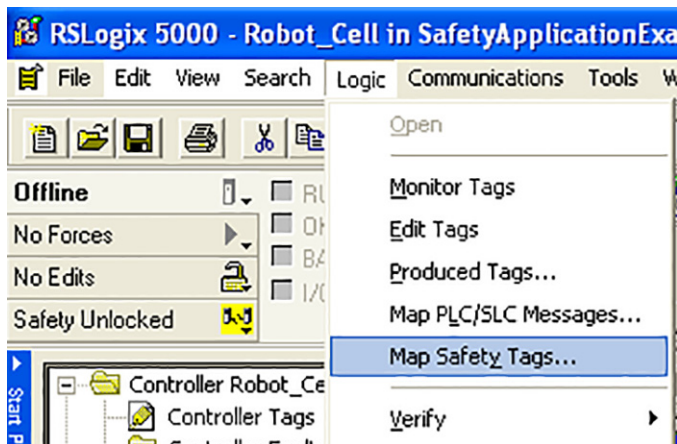 RSLogix 5000 - Robot_Cell in SafetyApplicationExa
File Edit View Search Logic Communications Tools W
Open
Offline
Monitor Tags
No Forces
Edit Tags
No Edits
Produced Tags...
Safety Unlocked
Map PLC/SLC Messages...
Map Safety Tags...
Controller Robot_Ce
Controller Tags
Verify
Start